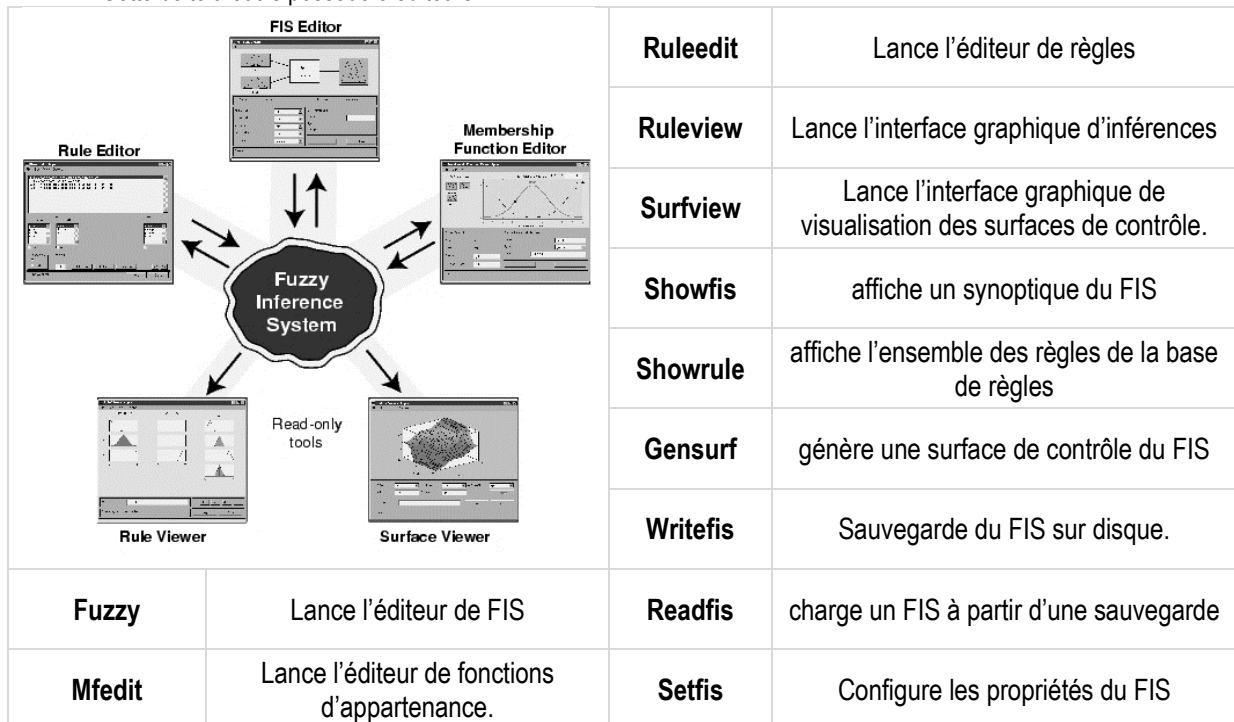 FIS Editor
Rule Editor
Membership
Function Editor
Fuzzy
Inference
System
Read-only
tools
Rule Viewer
Surface Viewer
Ruleedit
Lance l’éditeur de règles
Ruleview
Lance l’interface graphique d’inférences
Surfview
Lance l’interface graphique de
visualisation des surfaces de contrôle.
Showfis
affiche un synoptique du FIS
Showrule
affiche l’ensemble des règles de la base
de règles
Gensurf
génère une surface de contrôle du FIS
Writefis
Sauvegarde du FIS sur disque.
Fuzzy
Lance l’éditeur de FIS
Readfis
charge un FIS à partir d’une sauvegarde
Mfedit
Lance l’éditeur de fonctions
d’appartenance.
Setfis
Configure les propriétés du FIS